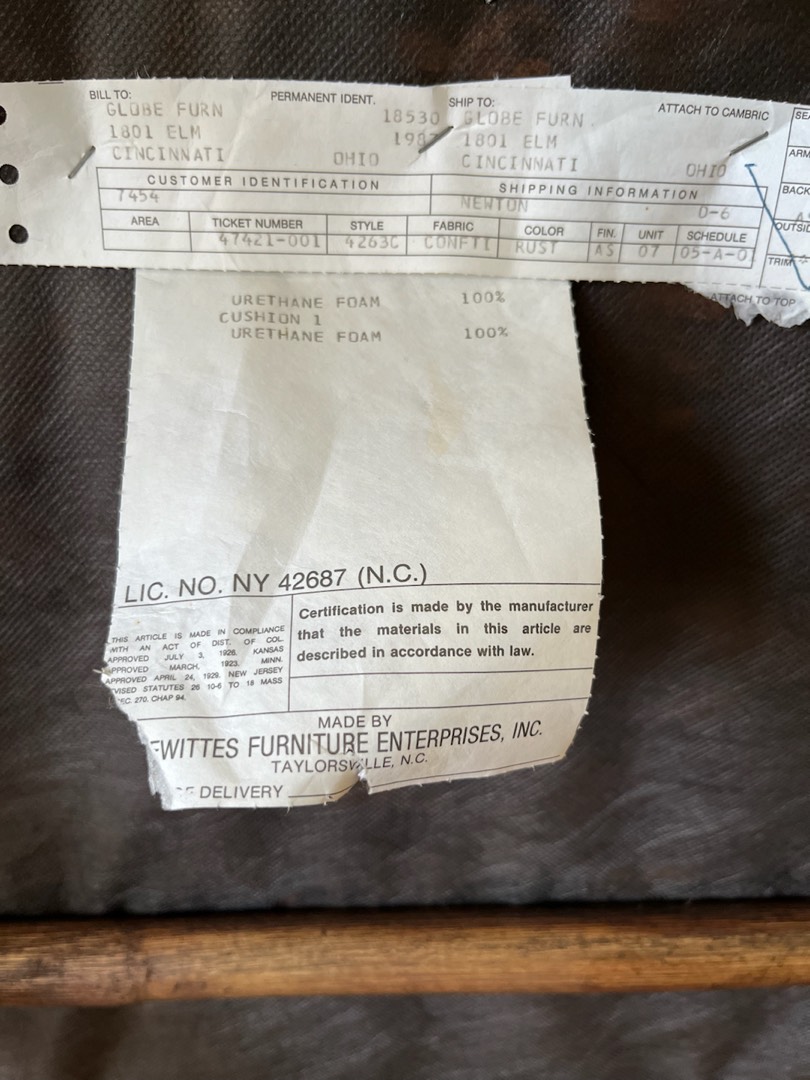 BILL TO: PERMANENT IDENT. SHIP TO: ATTACH TO CAMBRIC
GLOBE FURN 18530 GLOBE FURN
1801 ELM 1801 ELM
CINCINNATI OHIO CINCINNATI OHIO
CUSTOMER IDENTIFICATION SHIPPING INFORMATION
7454 NEWTON D-6
AREA TICKET NUMBER STYLE FABRIC COLOR FIN. UNIT SCHEDULE
47421-001 4263C CONFTI RUST AS 07 05-A-0
ARM
BACK
TRIM
ATTACH TO TOP
URETHANE FOAM 100%
CUSHION 1
URETHANE FOAM 100%
LIC. NO. NY 42687 (N.C.)
THIS ARTICLE IS MADE IN COMPLIANCE
WITH AN ACT OF DIST. OF COL.
APPROVED JULY 3, 1926. KANSAS
APPROVED MARCH, 1923. MINN.
APPROVED APRIL 24, 1929. NEW JERSEY
VISED STATUTES 26 10-6 TO 18 MASS
EC. 270. CHAP 94.
Certification is made by the manufacturer
that the materials in this article are
described in accordance with law.
MADE BY
WITTES FURNITURE ENTERPRISES, INC.
TAYLORSVILLE, N.C.
DELIVERY